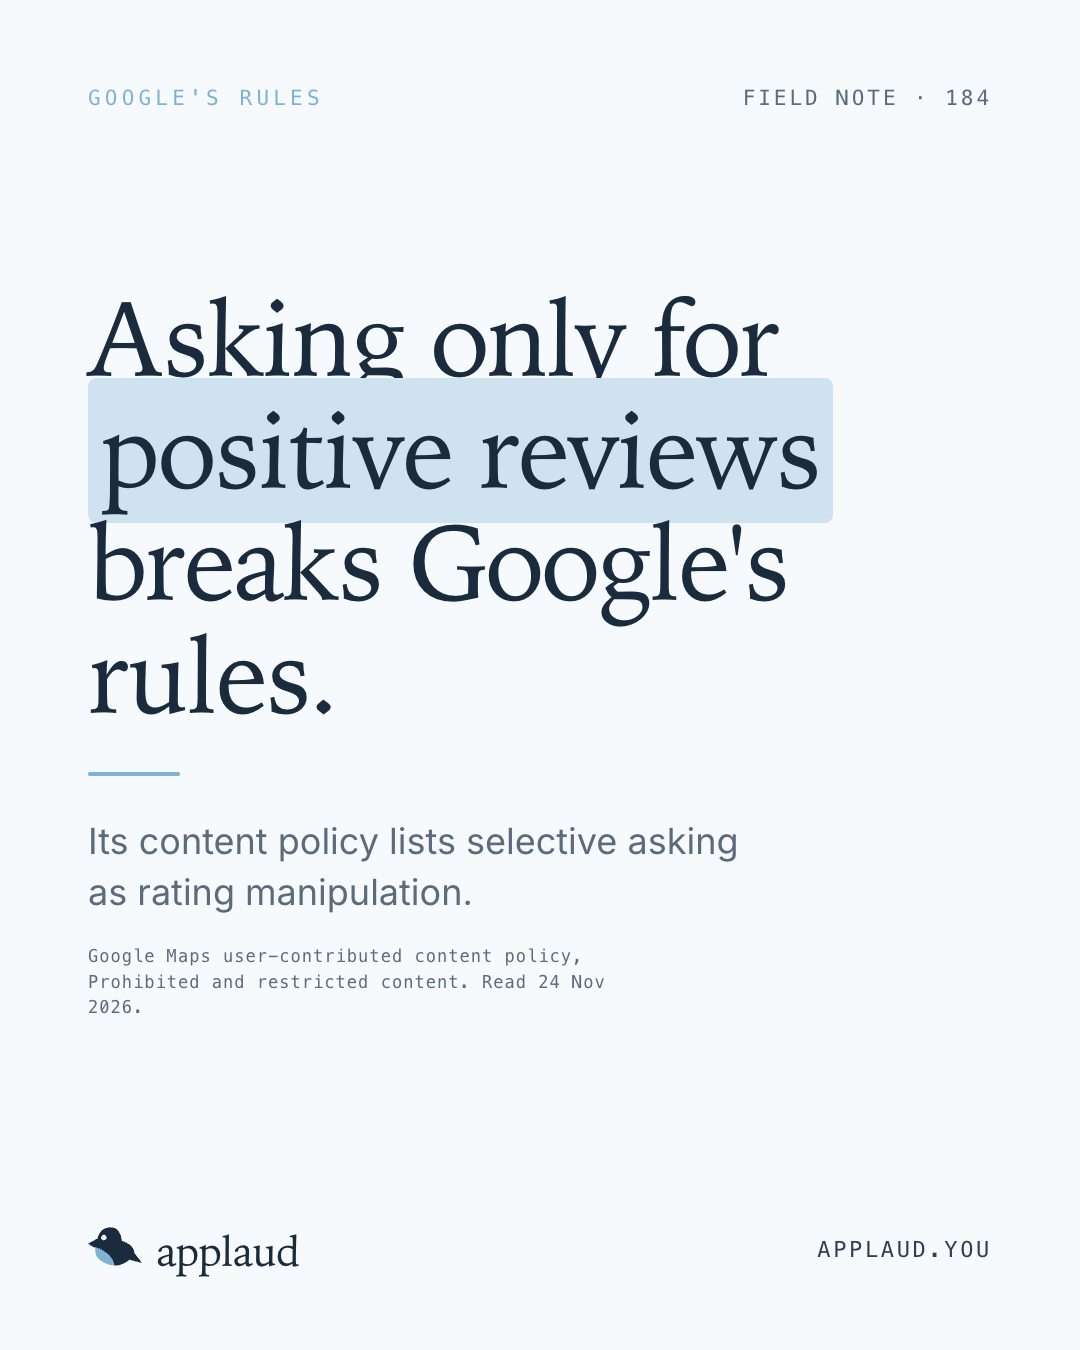 GOOGLE'S RULES
FIELD NOTE · 184
Asking only for
positive reviews
breaks Google's
rules.
Its content policy lists selective asking
as rating manipulation.
Google Maps user-contributed content policy,
Prohibited and restricted content. Read 24 Nov
2026.
applaud
APPLAUD.YOU